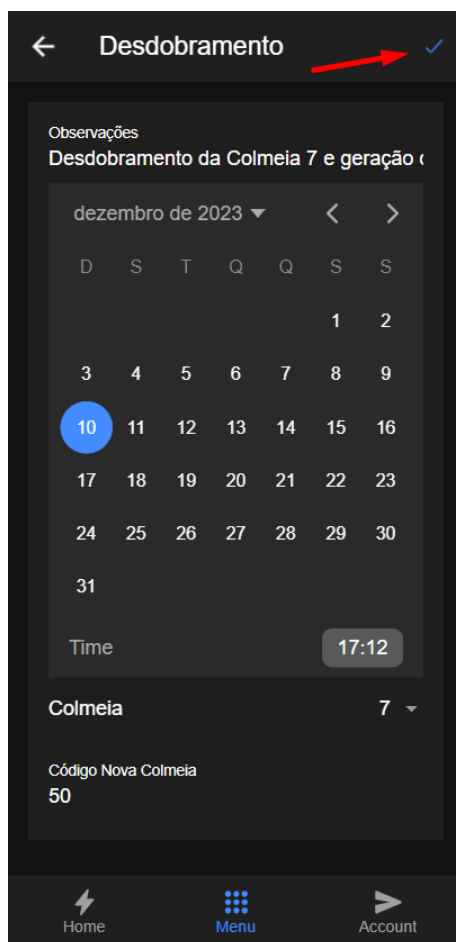 Desdobramento
Observações
Desdobramento da Colmeia 7 e geração
dezembro de 2023
D S T Q Q S S
1 2
3 4 5 6 7 8 9
10 11 12 13 14 15 16
17 18 19 20 21 22 23
24 25 26 27 28 29 30
31
Time 17:12
Colmeia 7
Código Nova Colmeia
50
Home Menu Account